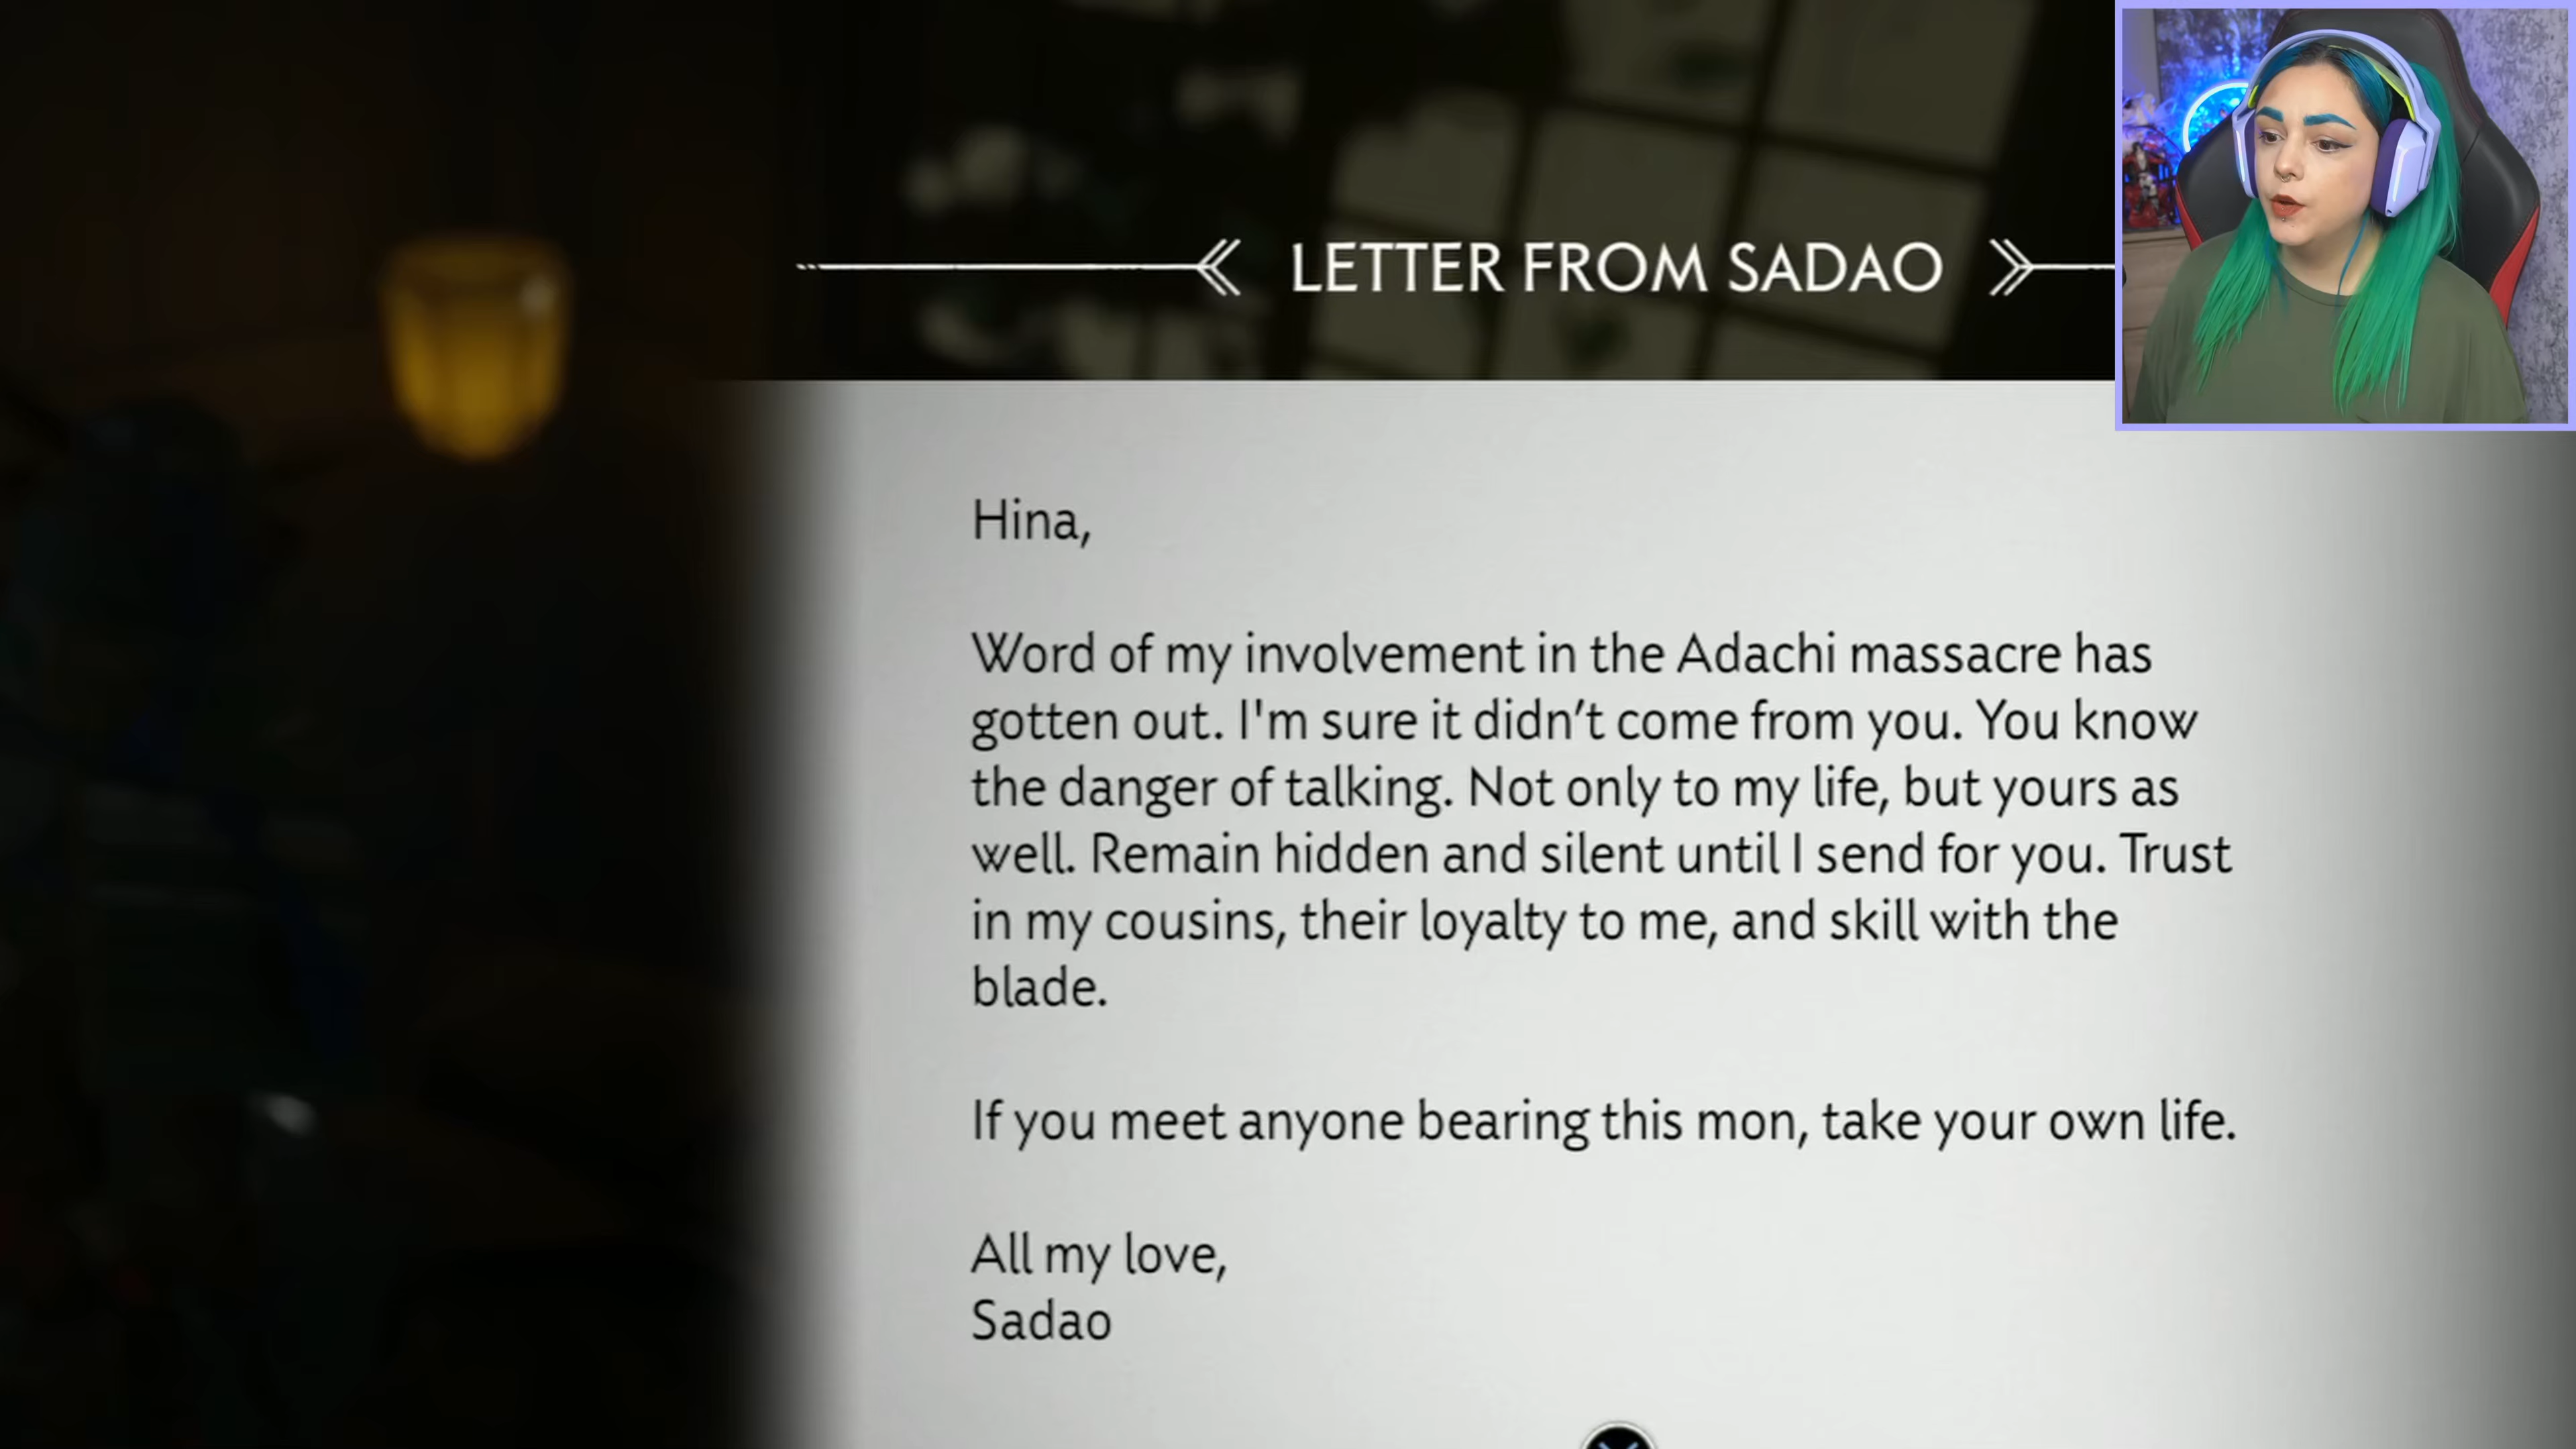 LETTER FROM SADAO
Hina,
Word of my involvement in the Adachi massacre has
gotten out. I'm sure it didn’t come from you. You know
the danger of talking. Not only to my life, but yours as
well. Remain hidden and silent until I send for you. Trust
in my cousins, their loyalty to me, and skill with the
blade.
If you meet anyone bearing this mon, take your own life.
All my love,
Sadao